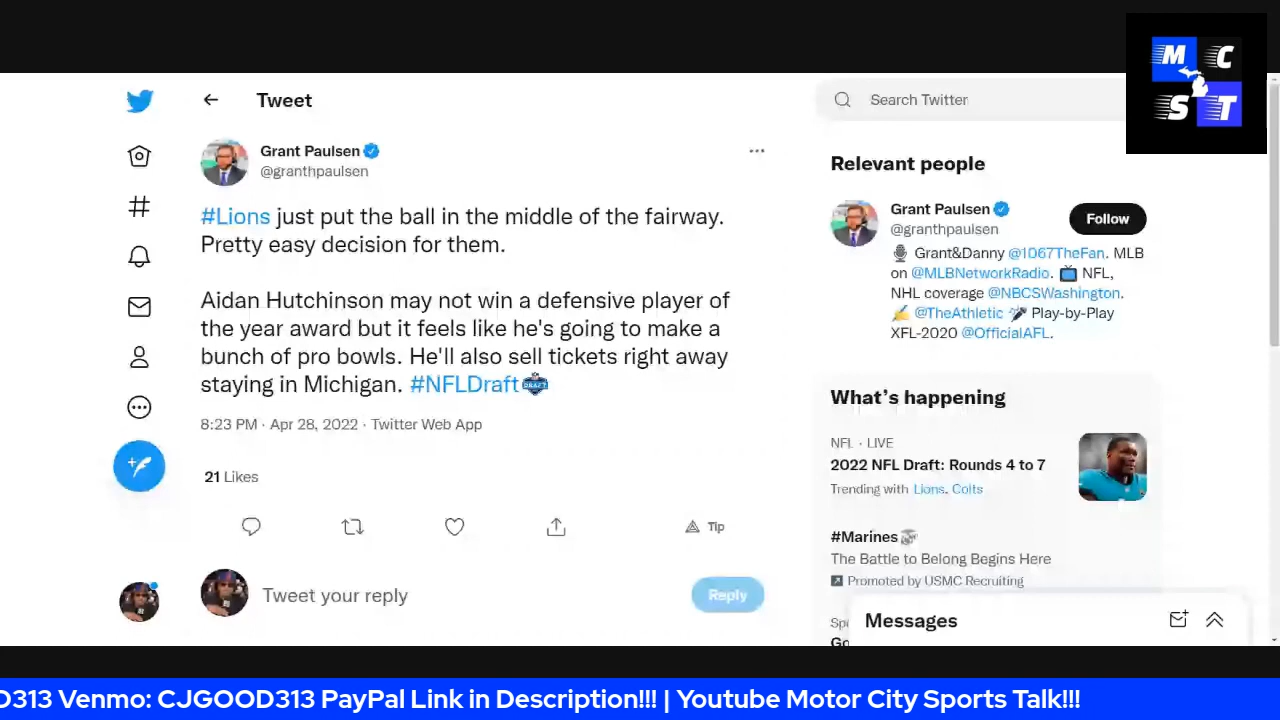 M C
S T
Tweet
Search Twitter
Grant Paulsen
@granthpaulsen
#Lions just put the ball in the middle of the fairway.
Pretty easy decision for them.
Aidan Hutchinson may not win a defensive player of
the year award but it feels like he's going to make a
bunch of pro bowls. He'll also sell tickets right away
staying in Michigan. #NFLDraft
8:23 PM · Apr 28, 2022 · Twitter Web App
21 Likes
Tip
Tweet your reply
Reply
Relevant people
Grant Paulsen
@granthpaulsen
Follow
Grant&Danny @1067TheFan. MLB
on @MLBNetworkRadio. NFL,
NHL coverage @NBCSWashington.
@TheAthletic Play-by-Play
XFL-2020 @OfficialAFL.
What's happening
NFL · LIVE
2022 NFL Draft: Rounds 4 to 7
Trending with Lions, Colts
#Marines
The Battle to Belong Begins Here
Promoted by USMC Recruiting
Messages
D313 Venmo: CJGOOD313 PayPal Link in Description!!! | Youtube Motor City Sports Talk!!!